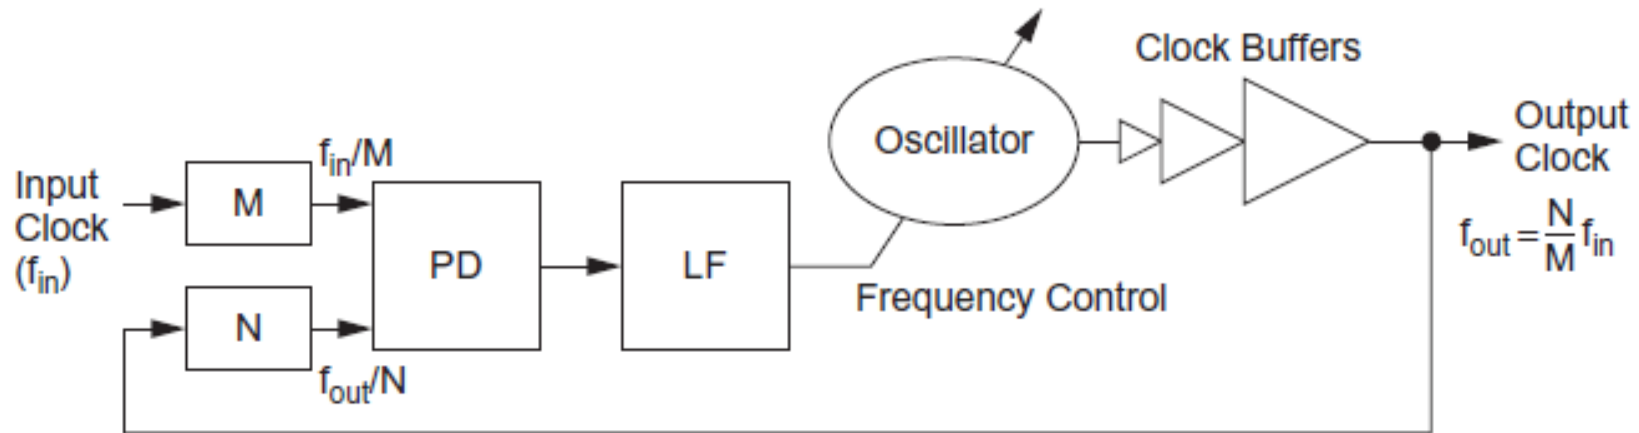 Input
Clock
(fin)
M
fin/M
N
fout/N
PD
LF
Oscillator
Frequency Control
Clock Buffers
Output
Clock
fout = N/M fin